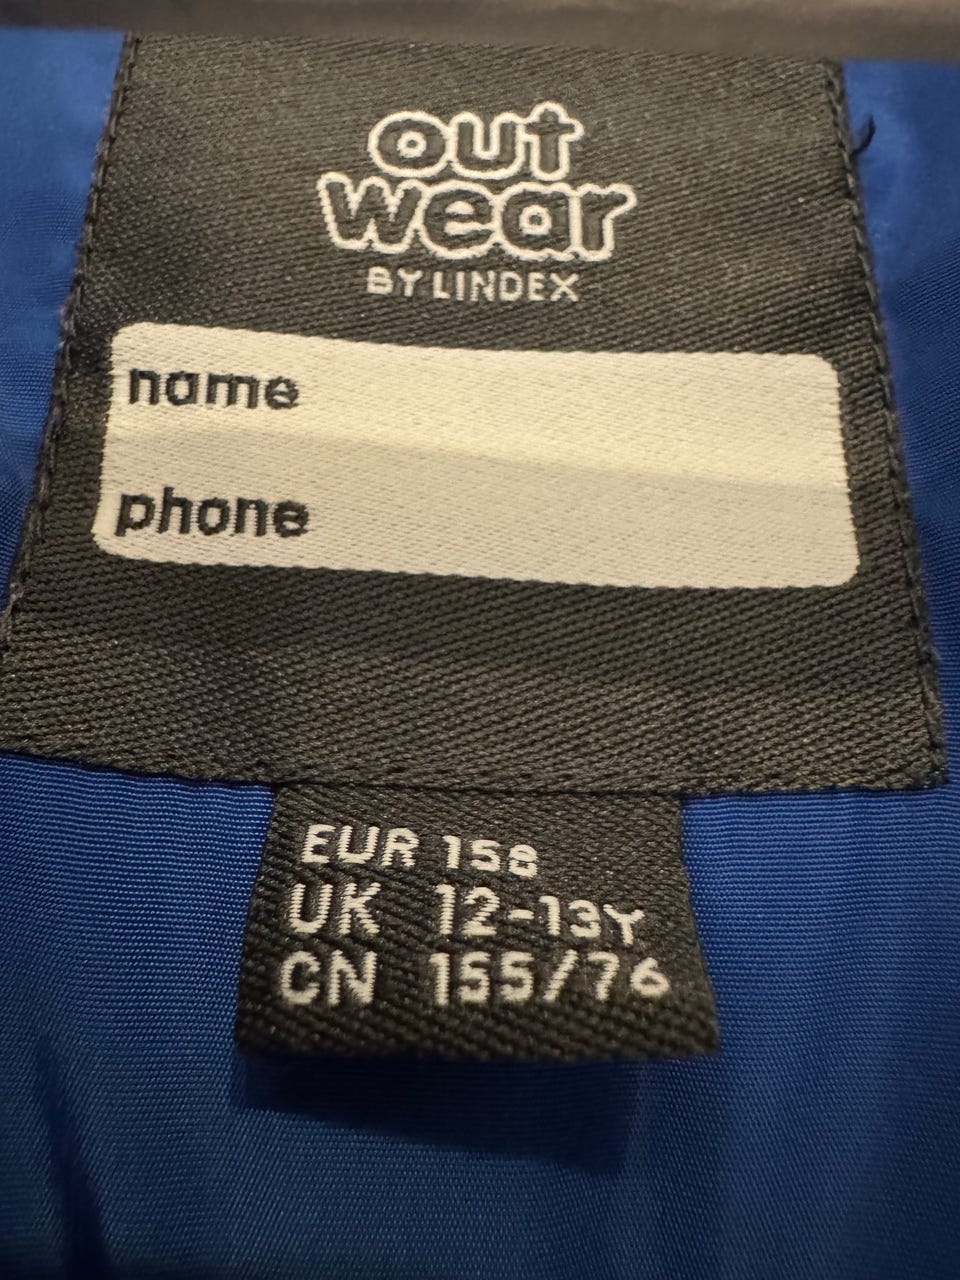 out
wear
BY LINDEX
name
phone
EUR 158
UK 12-13Y
CN 155/76